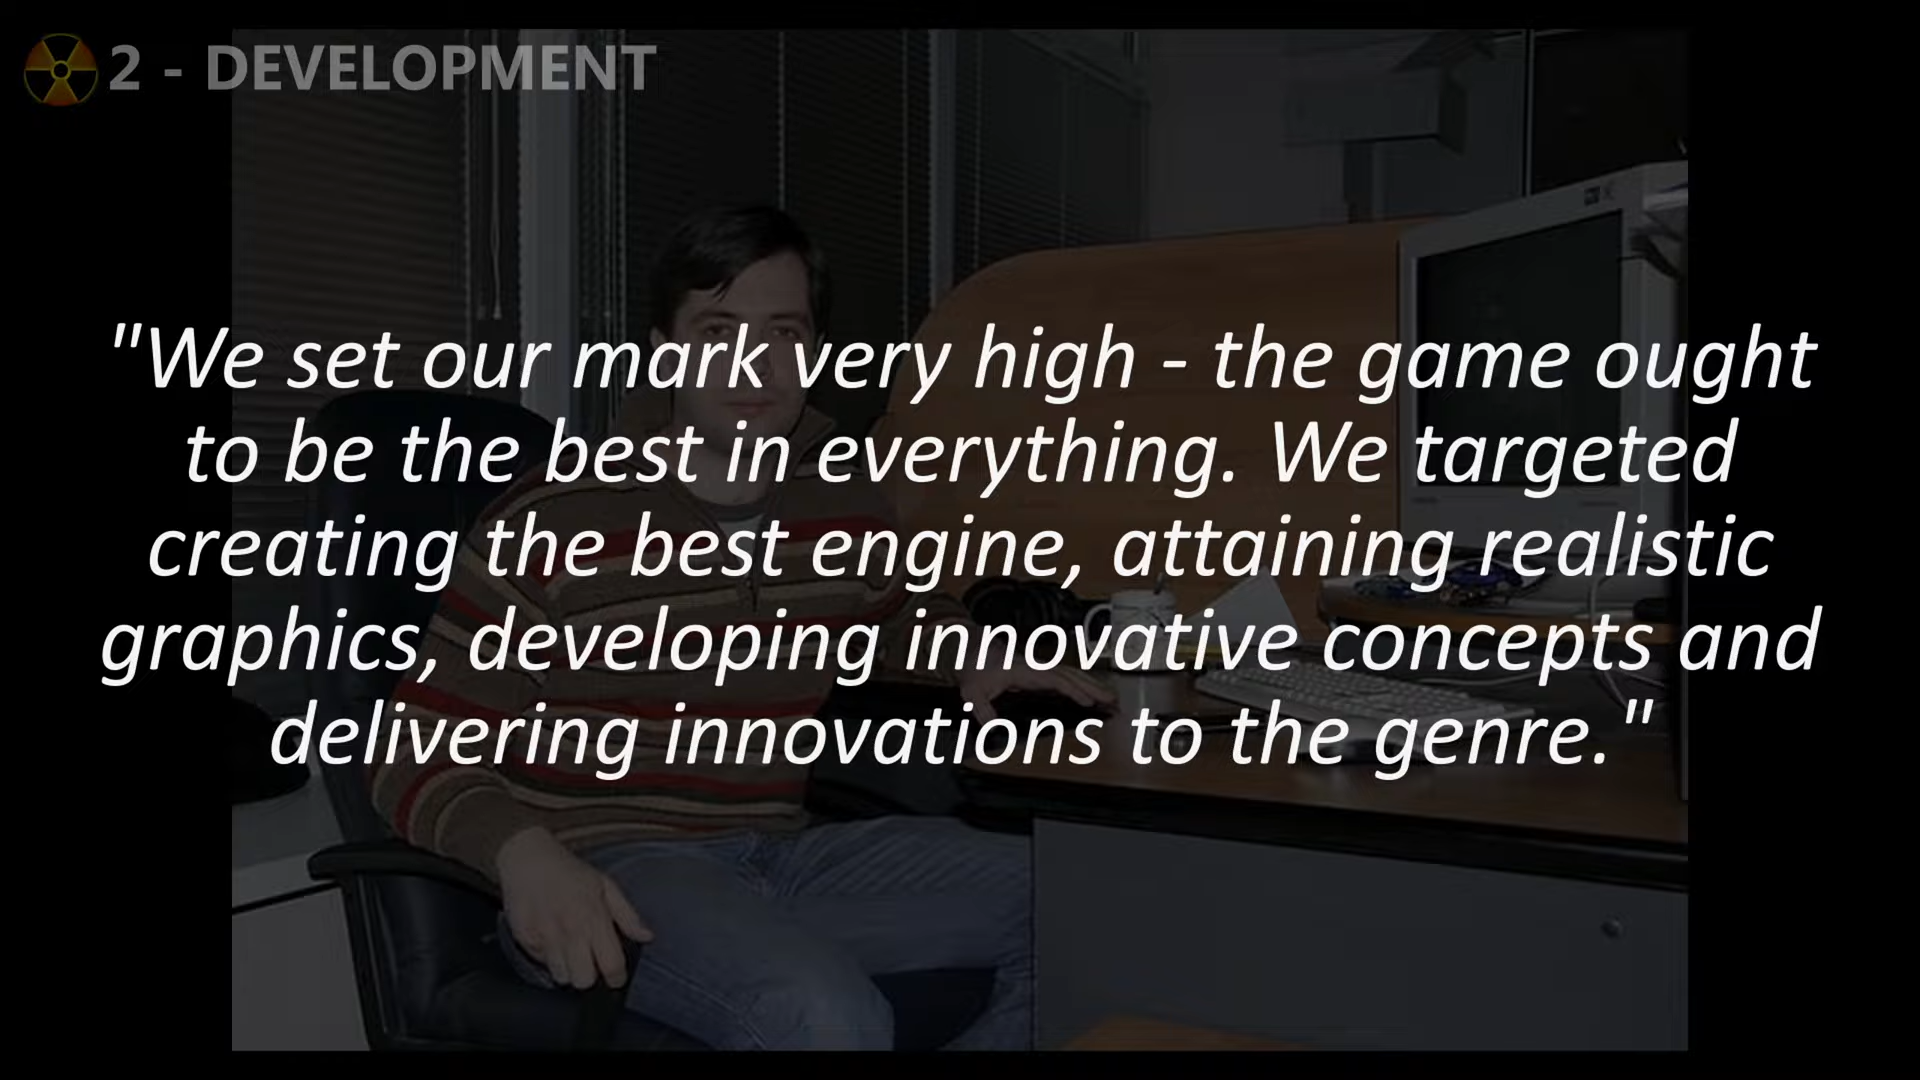 2 - DEVELOPMENT
"We set our mark very high - the game ought
to be the best in everything. We targeted
creating the best engine, attaining realistic
graphics, developing innovative concepts and
delivering innovations to the genre."